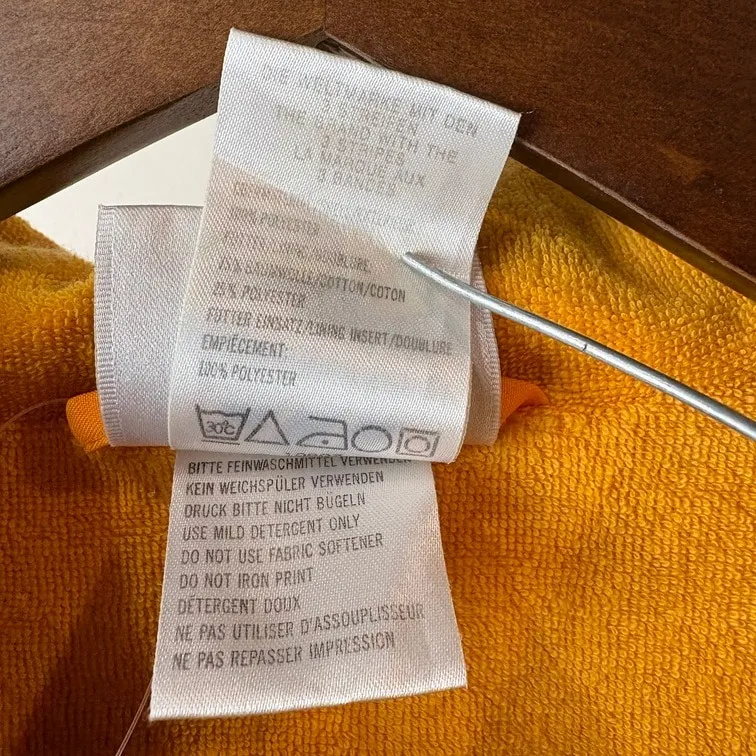 DIE WELTMARKE MIT DEN
3 STREIFEN
THE BRAND WITH THE
3 STRIPES
LA MARQUE AUX
3 BANDES
100% POLYESTER
FUTTER/LINING/DOUBLURE:
75% BAUMWOLLE/COTTON/COTON
25% POLYESTER
FUTTER EINSATZ/LINING INSERT/DOUBLURE
EMPIÈCEMENT:
100% POLYESTER
30°C
BITTE FEINWASCHMITTEL VERWENDEN
KEIN WEICHSPÜLER VERWENDEN
DRUCK BITTE NICHT BÜGELN
USE MILD DETERGENT ONLY
DO NOT USE FABRIC SOFTENER
DO NOT IRON PRINT
DÉTERGENT DOUX
NE PAS UTILISER D'ASSOUPLISSEUR
NE PAS REPASSER IMPRESSION